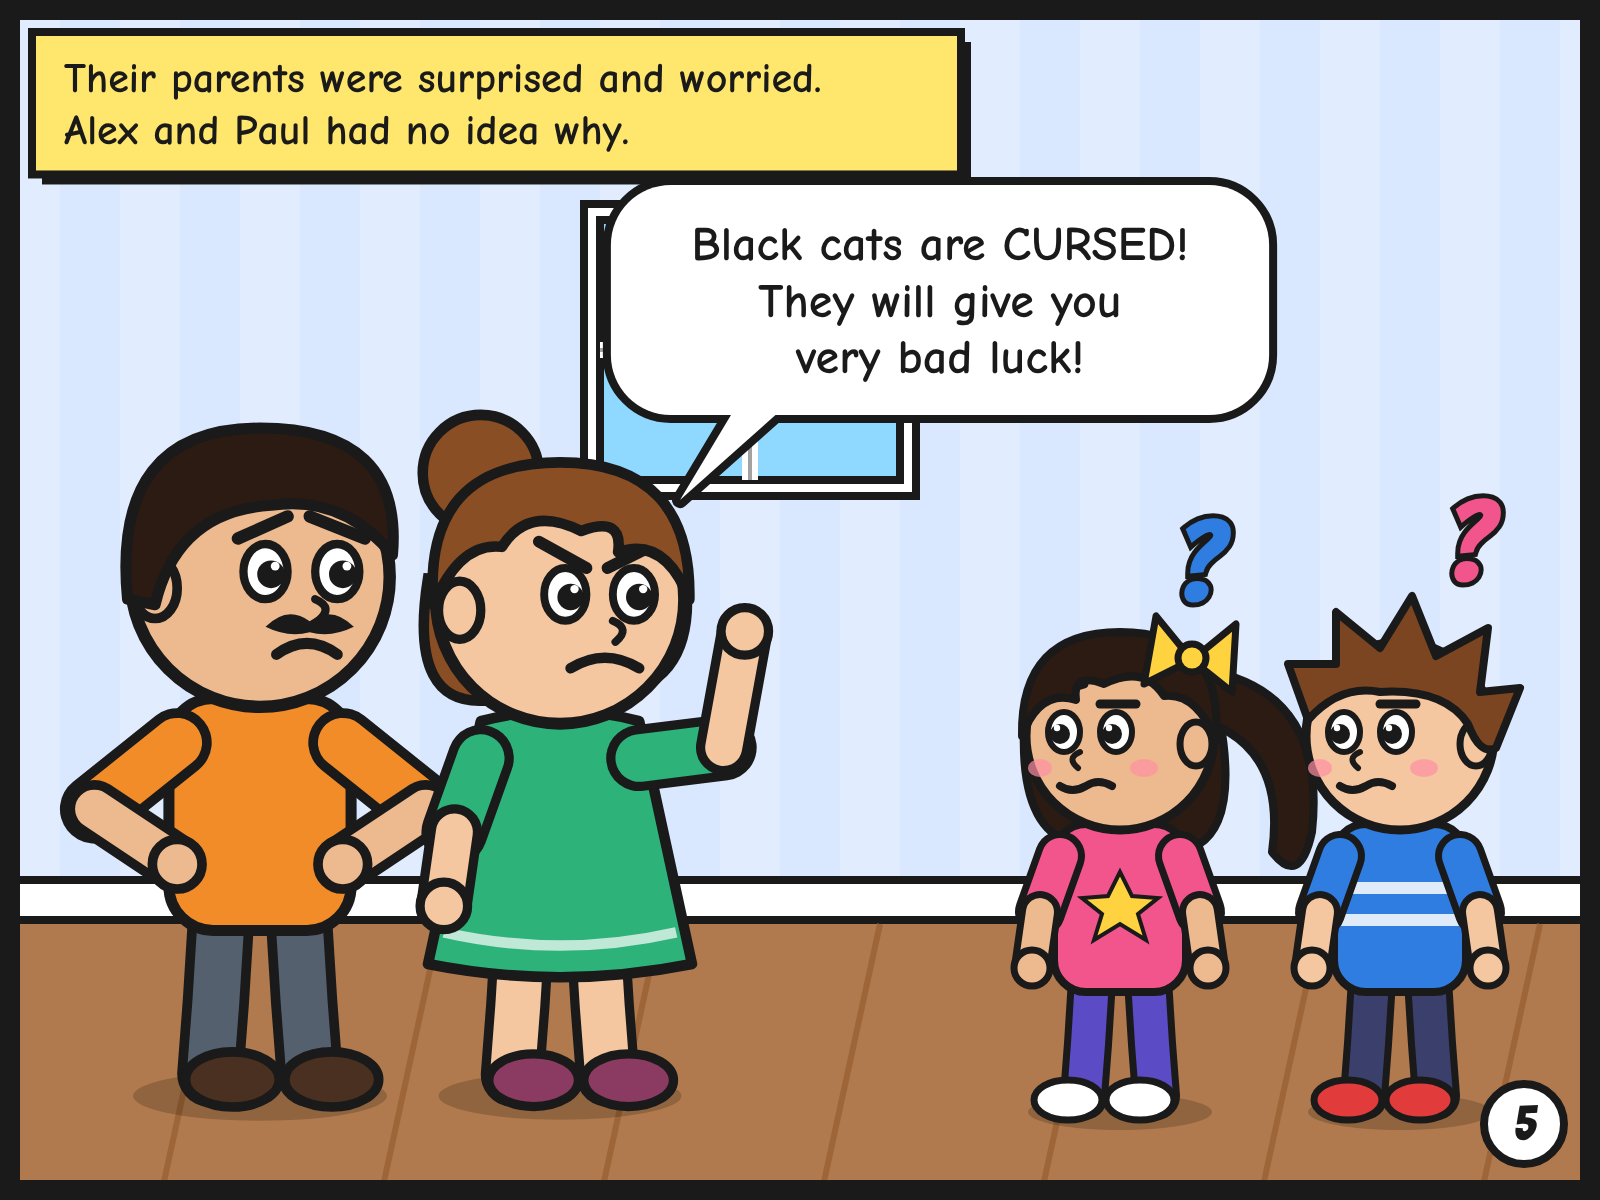 Their parents were surprised and worried.
Alex and Paul had no idea why.
Black cats are CURSED!
They will give you
very bad luck!
?
?
5